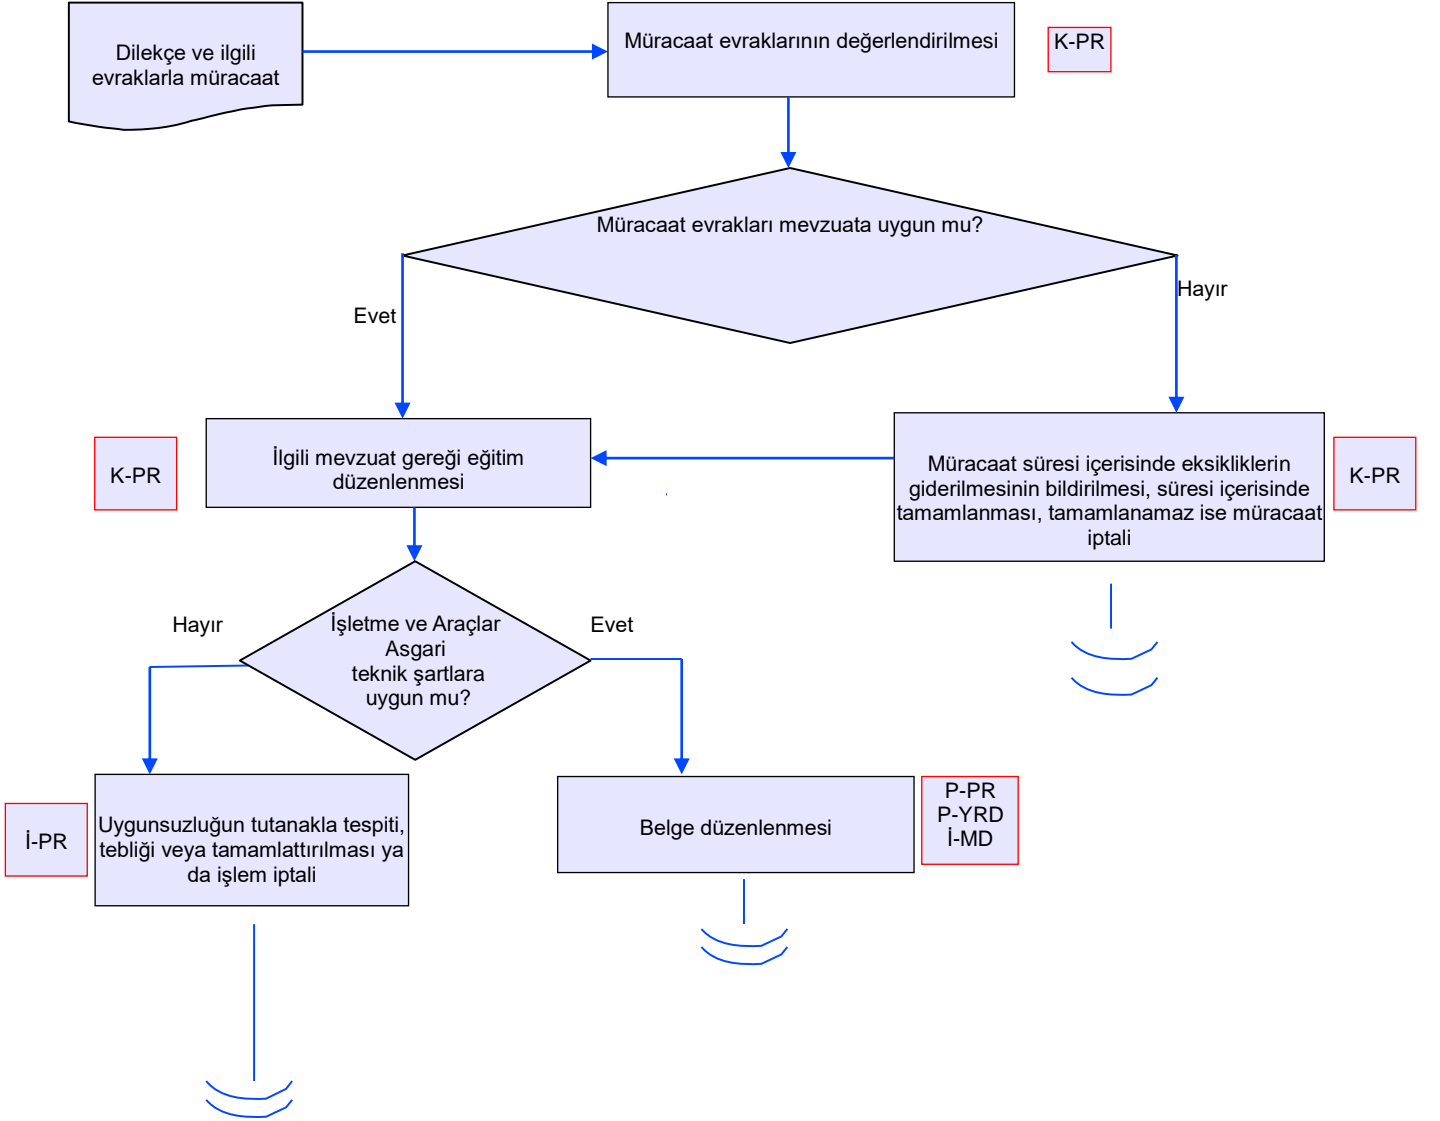 Dilekçe ve ilgili
evraklarla müracaat
Müracaat evraklarının değerlendirilmesi
K-PR
Müracaat evrakları mevzuata uygun mu?
Evet
Hayır
K-PR
İlgili mevzuat gereği eğitim
düzenlenmesi
Müracaat süresi içerisinde eksikliklerin
giderilmesinin bildirilmesi, süresi içerisinde
tamamlanması, tamamlanamaz ise müracaat
iptali
K-PR
Hayır
İşletme ve Araçlar
Asgari
teknik şartlara
uygun mu?
Evet
İ-PR
Uygunsuzluğun tutanakla tespiti,
tebliği veya tamamlattırılması ya
da işlem iptali
Belge düzenlenmesi
P-PR
P-YRD
İ-MD